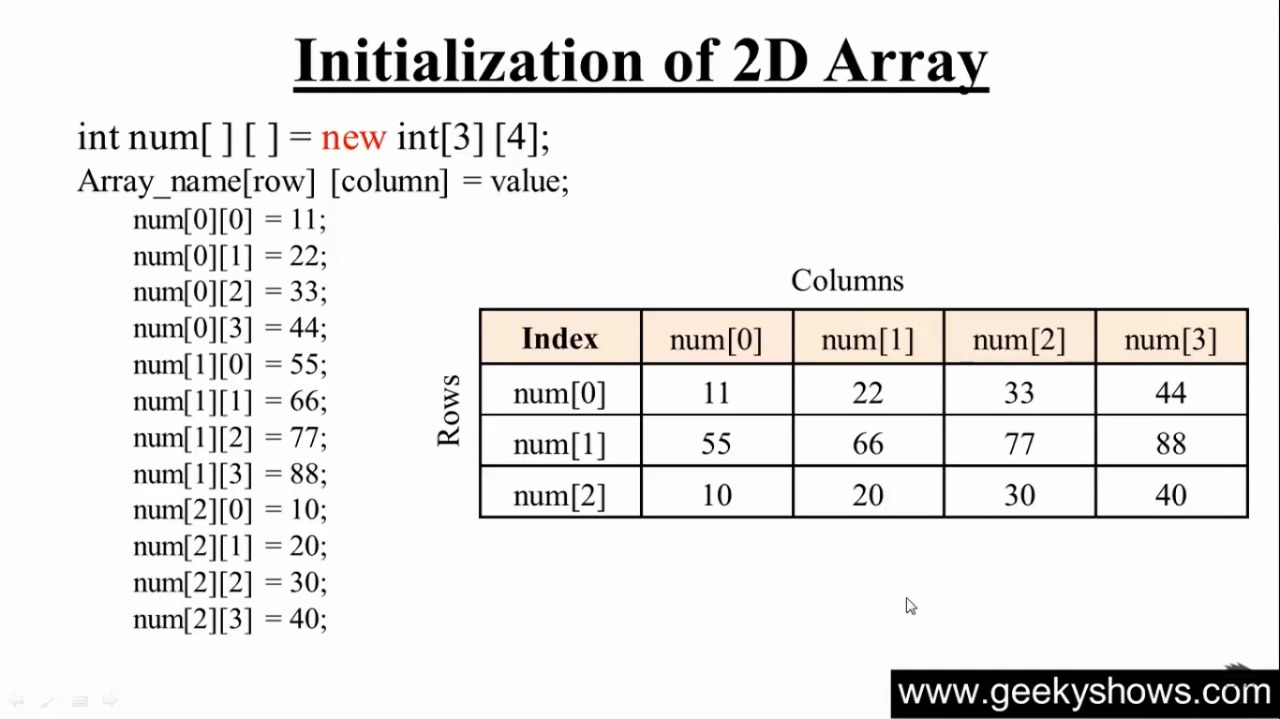 Initialization of 2D Array
int num[ ] [ ] = new int[3] [4];
Array_name[row] [column] = value;
num[0][0] = 11;
num[0][1] = 22;
num[0][2] = 33;
num[0][3] = 44;
num[1][0] = 55;
num[1][1] = 66;
num[1][2] = 77;
num[1][3] = 88;
num[2][0] = 10;
num[2][1] = 20;
num[2][2] = 30;
num[2][3] = 40;
Columns
Rows
Index num[0] num[1] num[2] num[3]
num[0] 11 22 33 44
num[1] 55 66 77 88
num[2] 10 20 30 40
www.geekyshows.com